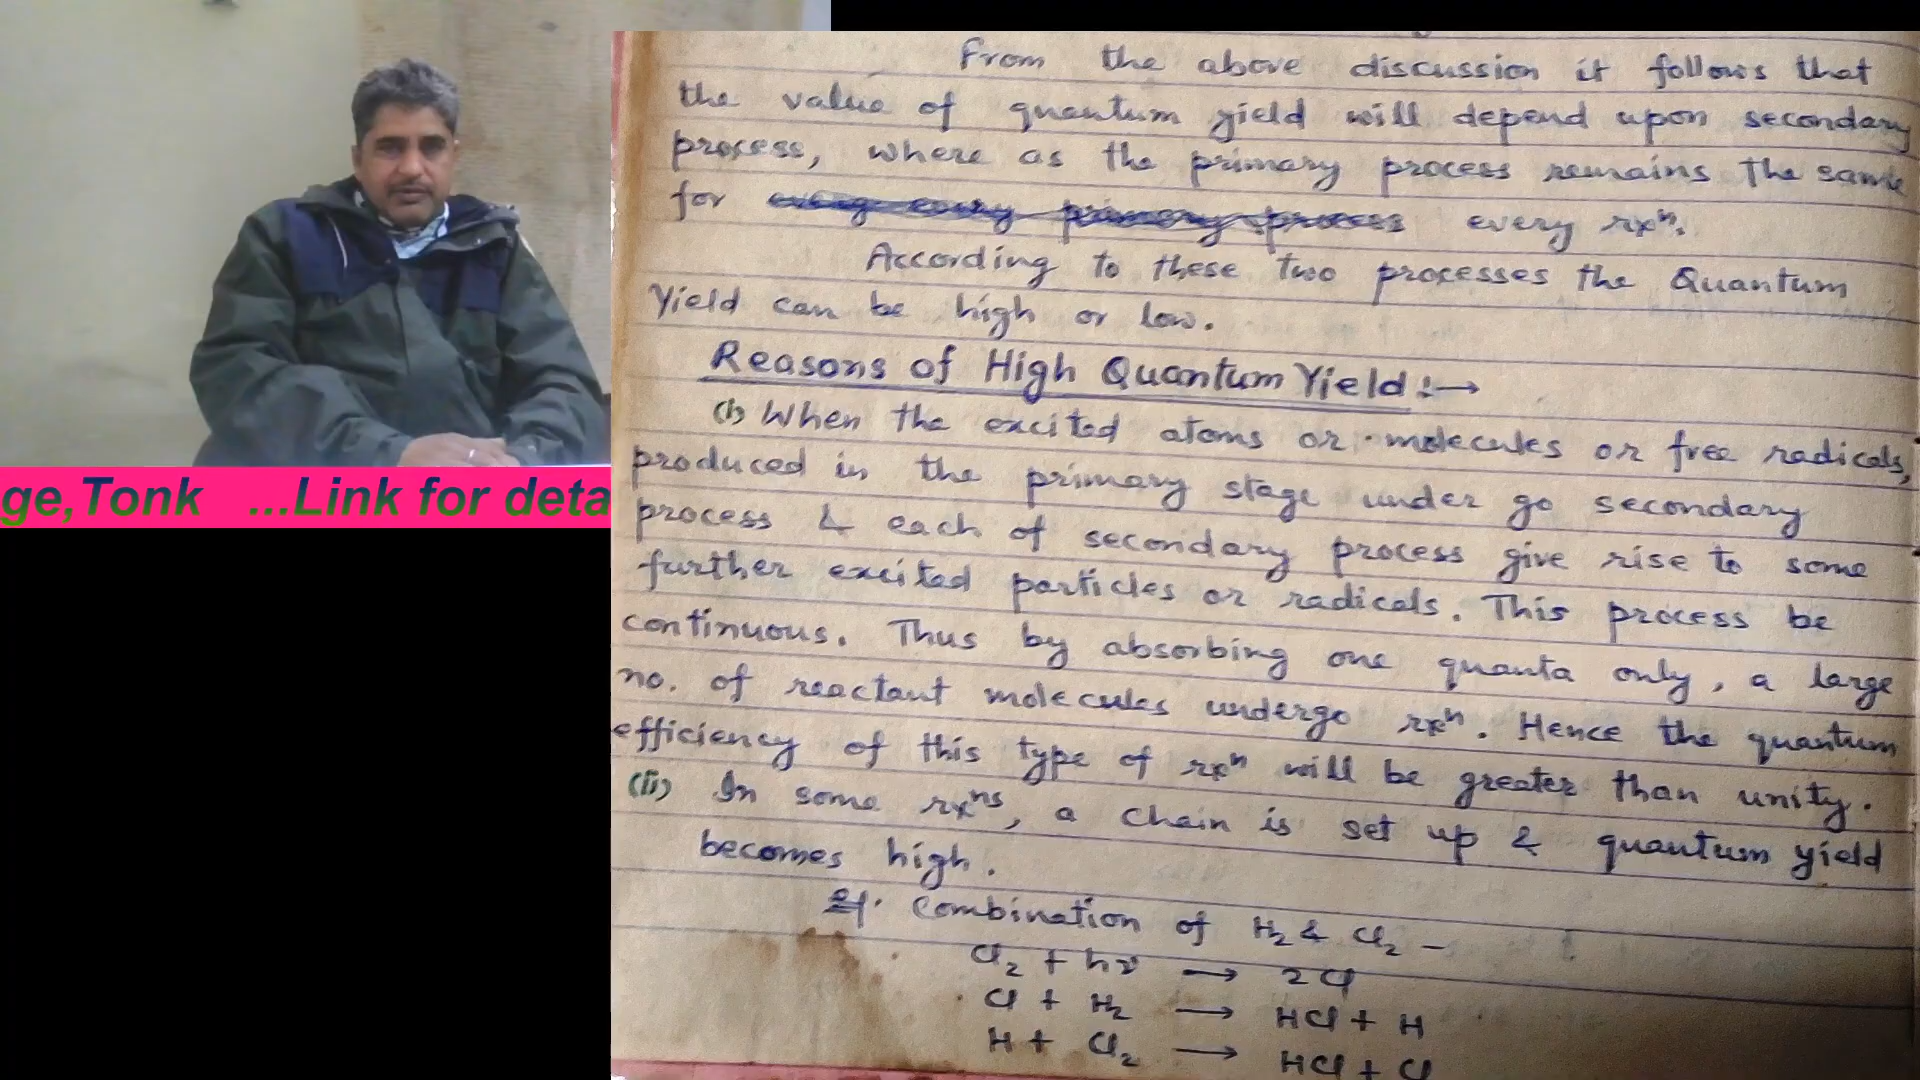 ge,Tonk ...Link for deta
From the above discussion it follows that
the value of quantum yield will depend upon secondary
process, where as the primary process remains the same
for every rxⁿ.
According to these two processes the Quantum
Yield can be high or low.
Reasons of High Quantum Yield :→
(i) When the excited atoms or molecules or free radicals,
produced in the primary stage under go secondary
process & each of secondary process give rise to some
further excited particles or radicals. This process be
continuous. Thus by absorbing one quanta only, a large
no. of reactant molecules undergo rxⁿ. Hence the quantum
efficiency of this type of rxⁿ will be greater than unity.
(ii) In some rxⁿˢ, a chain is set up & quantum yield
becomes high.
Combination of H₂ & Cl₂ –
Cl₂ + hν → 2Cl
Cl + H₂ → HCl + H
H + Cl₂ → HCl + Cl